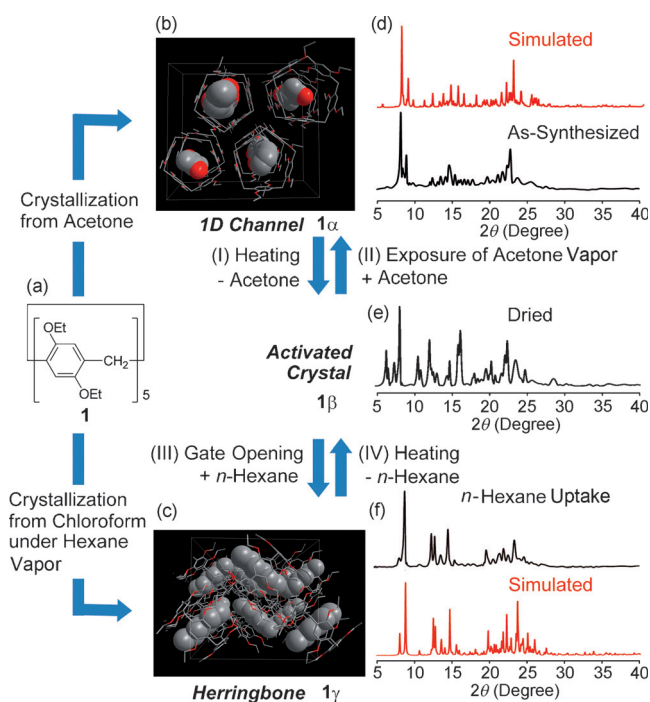 (b)
1D Channel 1α
(d)
Simulated
As-Synthesized
5 10 15 20 25 30 35 40
2θ (Degree)
Crystallization
from Acetone
(I) Heating
- Acetone
(II) Exposure of Acetone Vapor
+ Acetone
(a)
OEt
CH2
OEt
5
1
Activated
Crystal
1β
(e)
Dried
5 10 15 20 25 30 35 40
2θ (Degree)
(III) Gate Opening
+ n-Hexane
(IV) Heating
- n-Hexane
Crystallization
from Chloroform
under Hexane
Vapor
(c)
Herringbone 1γ
n-Hexane Uptake
(f)
Simulated
5 10 15 20 25 30 35 40
2θ (Degree)